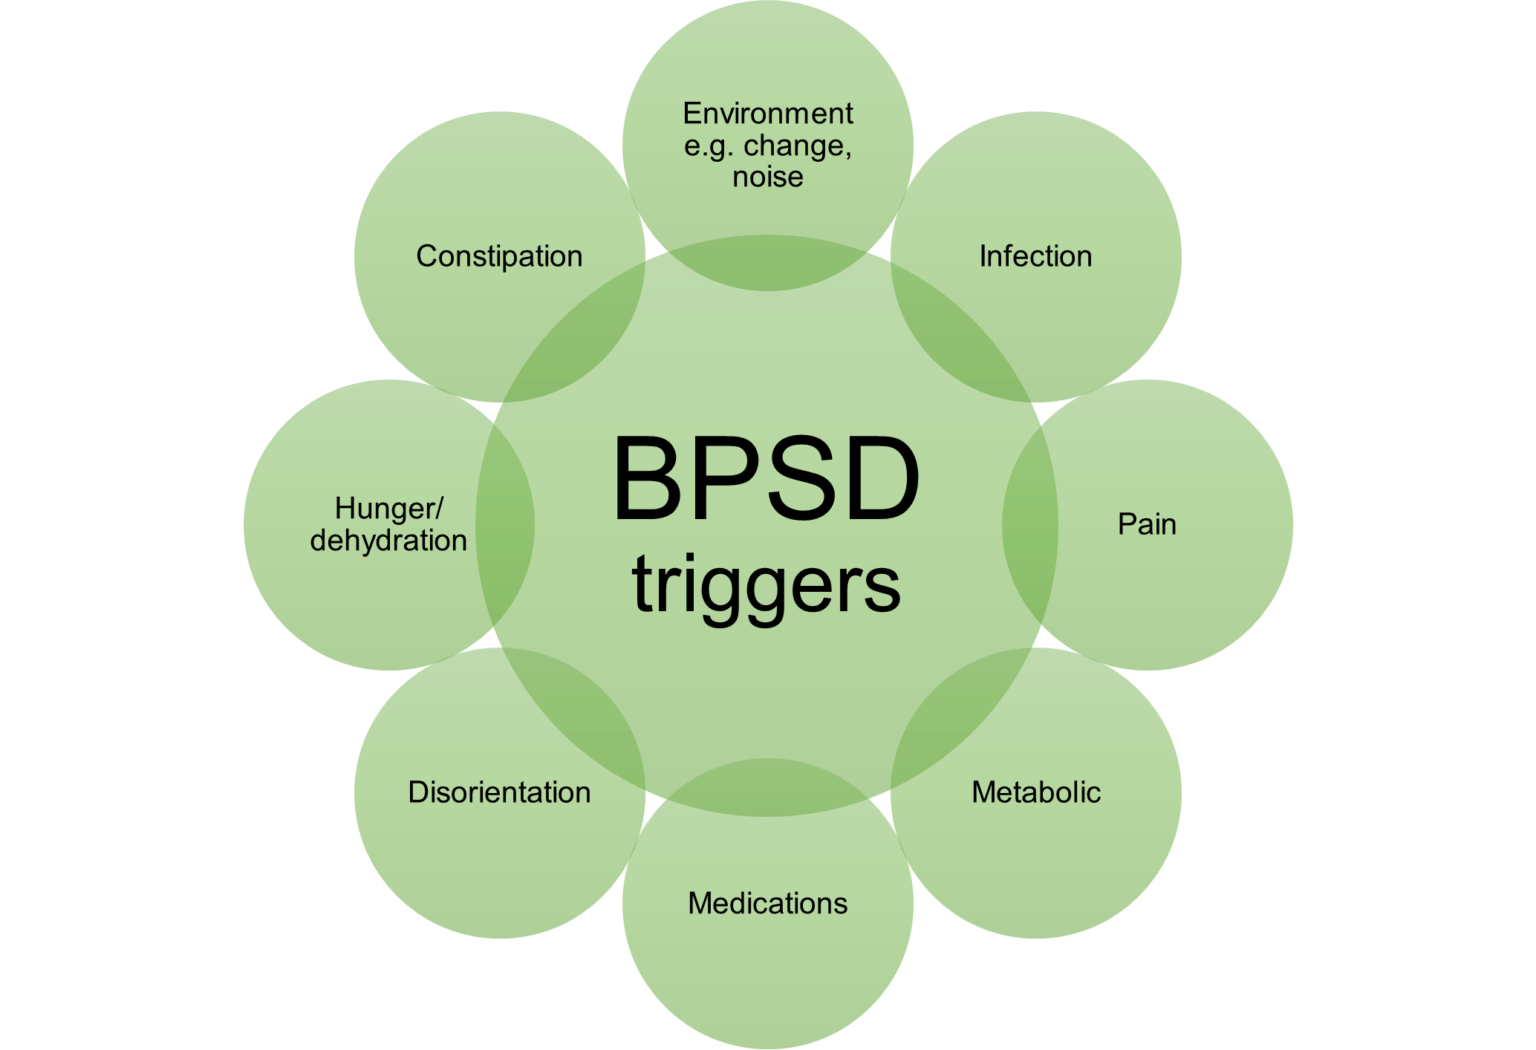 Environment
e.g. change,
noise
Infection
Pain
Metabolic
Medications
Disorientation
Hunger/
dehydration
Constipation
BPSD
triggers